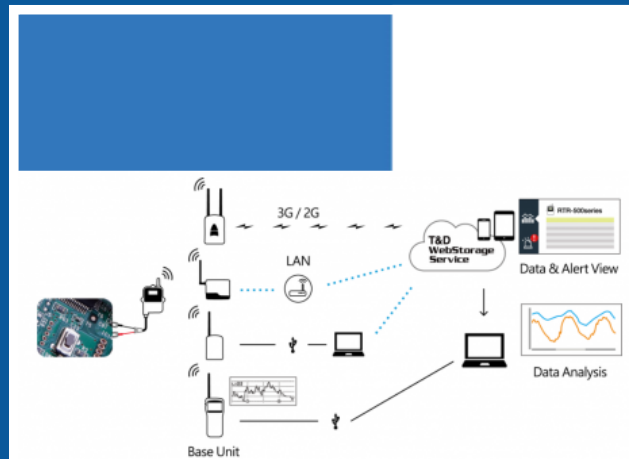 3G / 2G
T&D
WebStorage
Service
RTR-500series
Data & Alert View
LAN
Data Analysis
Base Unit